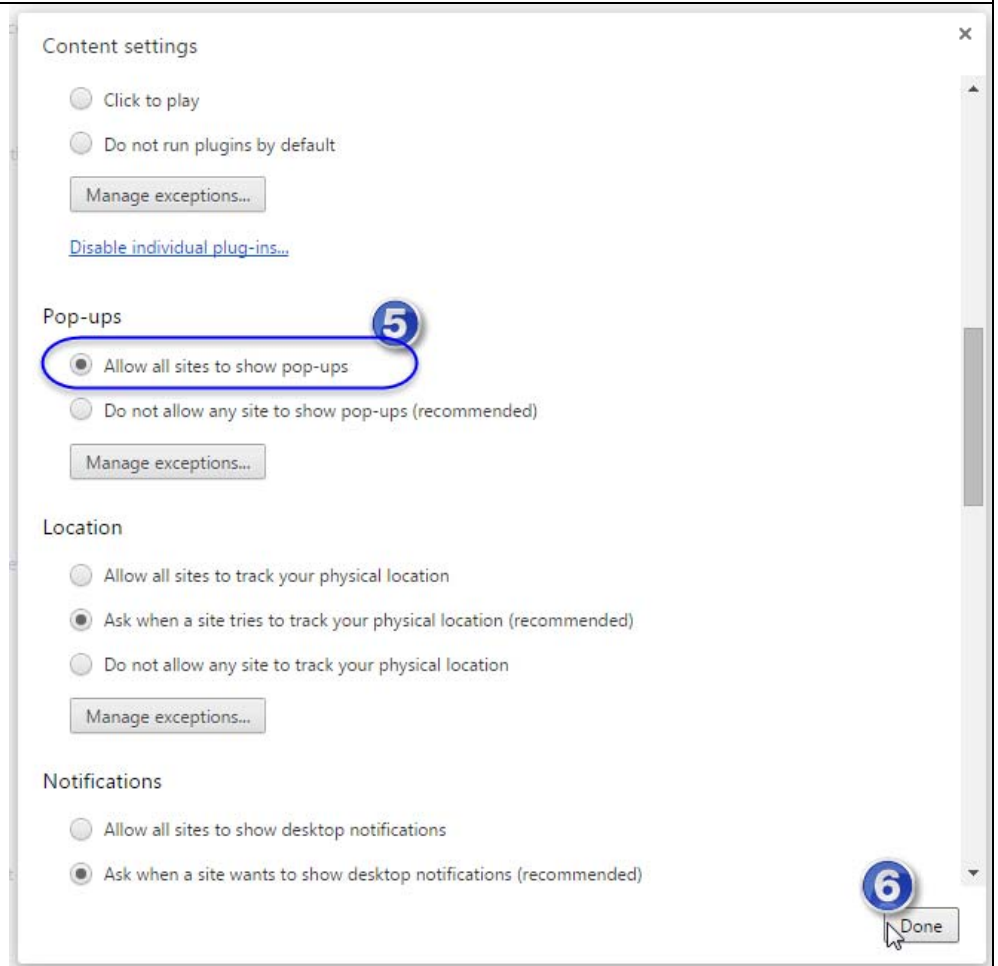 Content settings
×
Click to play
Do not run plugins by default
Manage exceptions...
Disable individual plug-ins...
Pop-ups
5
Allow all sites to show pop-ups
Do not allow any site to show pop-ups (recommended)
Manage exceptions...
Location
Allow all sites to track your physical location
Ask when a site tries to track your physical location (recommended)
Do not allow any site to track your physical location
Manage exceptions...
Notifications
Allow all sites to show desktop notifications
Ask when a site wants to show desktop notifications (recommended)
6
Done